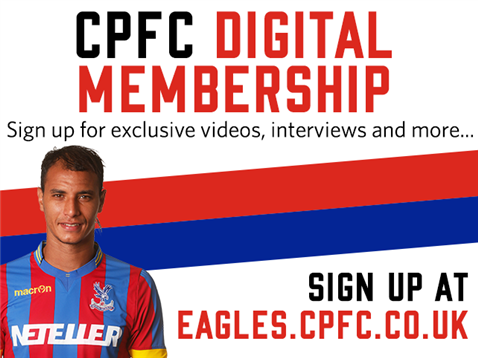 CPFC DIGITAL
MEMBERSHIP
Sign up for exclusive videos, interviews and more...
macron
NETELLER
SIGN UP AT
EAGLES.CPFC.CO.UK